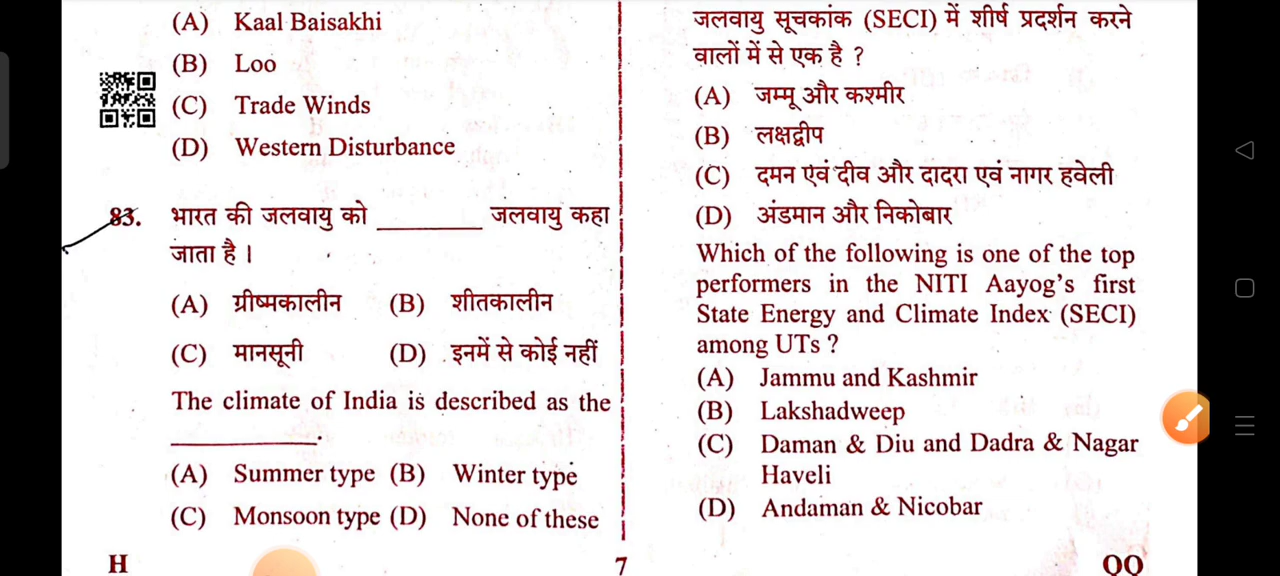 (A) Kaal Baisakhi
(B) Loo
(C) Trade Winds
(D) Western Disturbance
83. भारत की जलवायु को ________ जलवायु कहा
जाता है ।
(A) ग्रीष्मकालीन (B) शीतकालीन
(C) मानसूनी (D) इनमें से कोई नहीं
The climate of India is described as the
____________.
(A) Summer type (B) Winter type
(C) Monsoon type (D) None of these
H
7
जलवायु सूचकांक (SECI) में शीर्ष प्रदर्शन करने
वालों में से एक है ?
(A) जम्मू और कश्मीर
(B) लक्षद्वीप
(C) दमन एवं दीव और दादरा एवं नागर हवेली
(D) अंडमान और निकोबार
Which of the following is one of the top
performers in the NITI Aayog's first
State Energy and Climate Index (SECI)
among UTs ?
(A) Jammu and Kashmir
(B) Lakshadweep
(C) Daman & Diu and Dadra & Nagar
Haveli
(D) Andaman & Nicobar
QQ